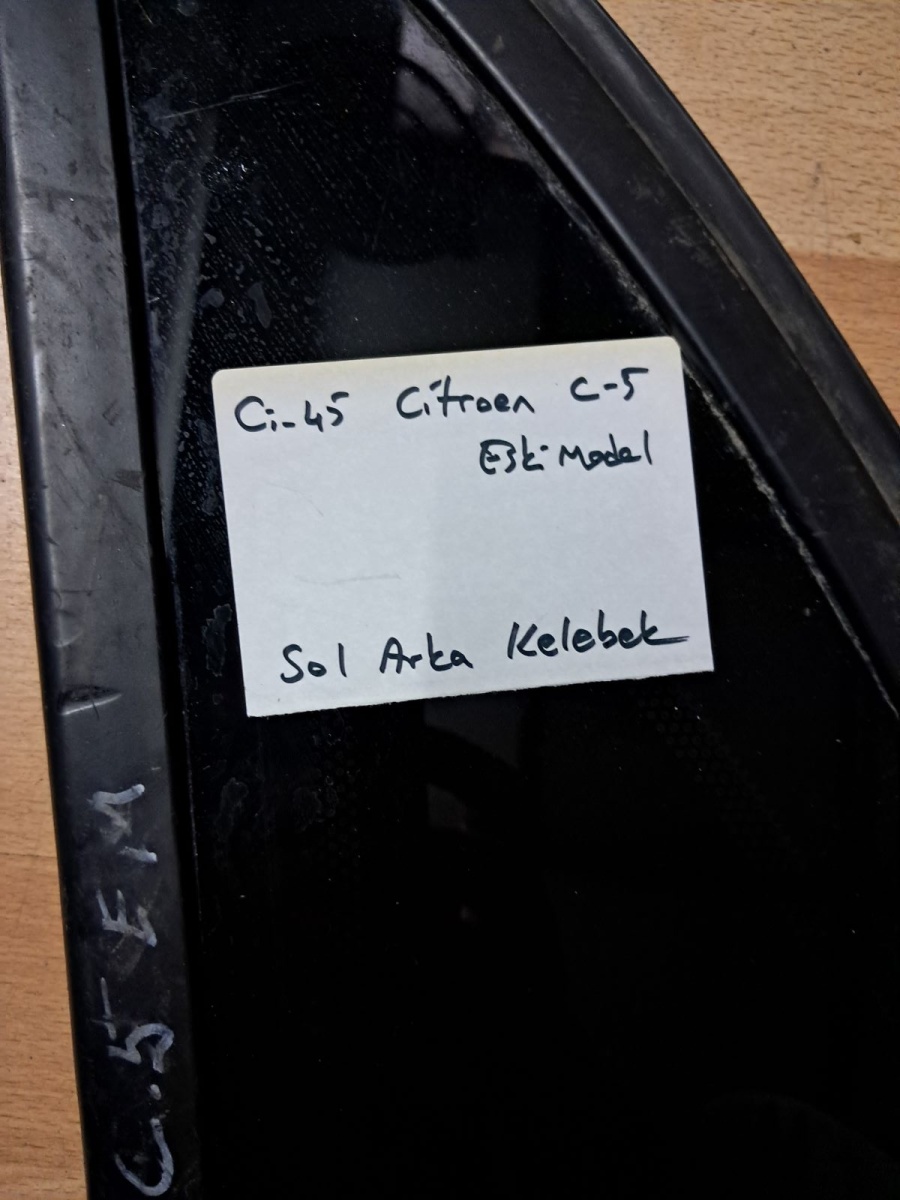 Ci-45 Citroen C-5
Eski Model
Sol Arka Kelebek
C.5 EM